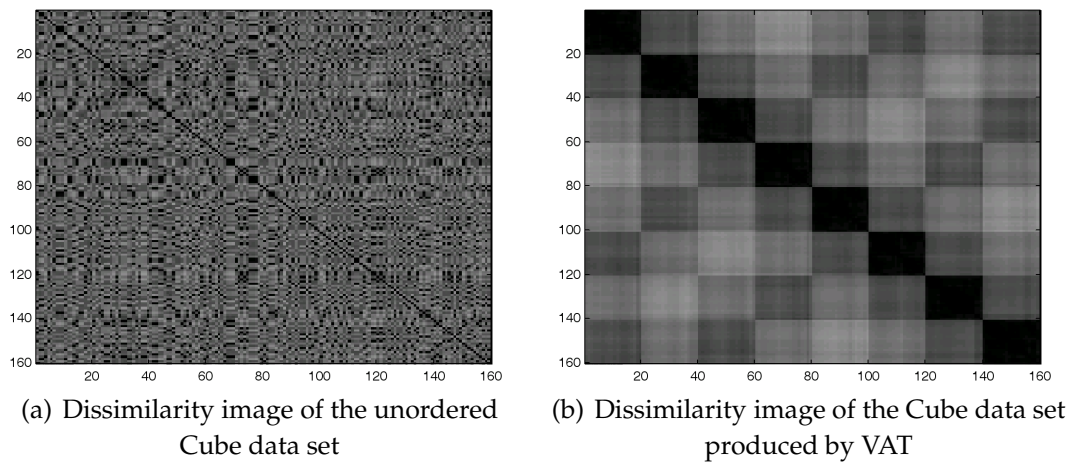 20
40
60
80
100
120
140
160
20 40 60 80 100 120 140 160
20
40
60
80
100
120
140
160
20 40 60 80 100 120 140 160
(a) Dissimilarity image of the unordered
Cube data set
(b) Dissimilarity image of the Cube data set
produced by VAT